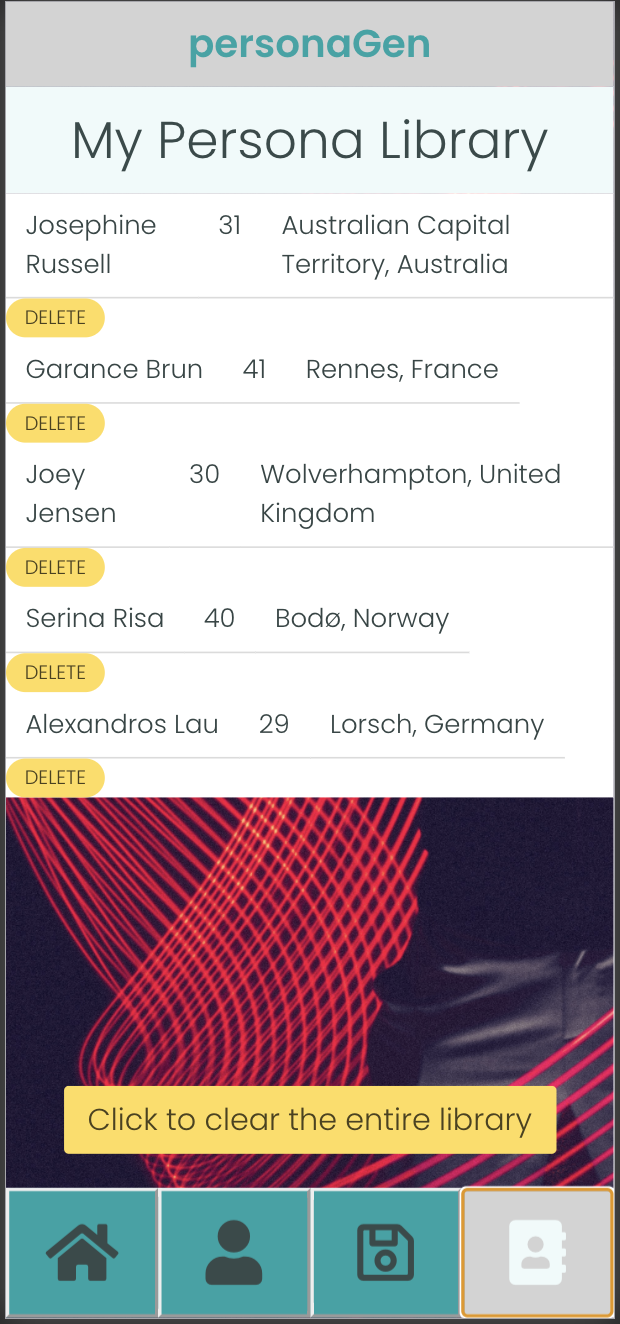 personaGen
My Persona Library
Josephine Russell 31 Australian Capital Territory, Australia
DELETE
Garance Brun 41 Rennes, France
DELETE
Joey Jensen 30 Wolverhampton, United Kingdom
DELETE
Serina Risa 40 Bodø, Norway
DELETE
Alexandros Lau 29 Lorsch, Germany
DELETE
Click to clear the entire library